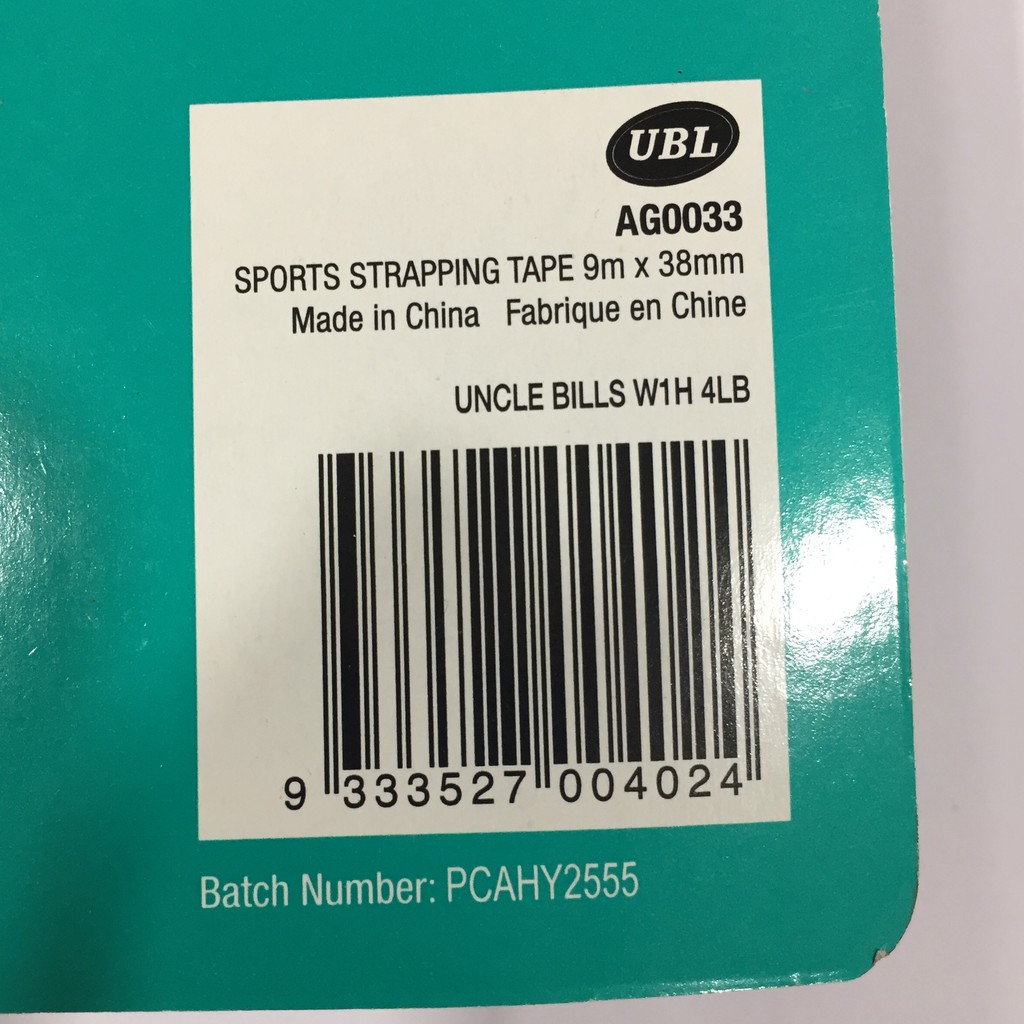 UBL
AG0033
SPORTS STRAPPING TAPE 9m x 38mm
Made in China Fabrique en Chine
UNCLE BILLS W1H 4LB
9 333527 004024
Batch Number: PCAHY2555